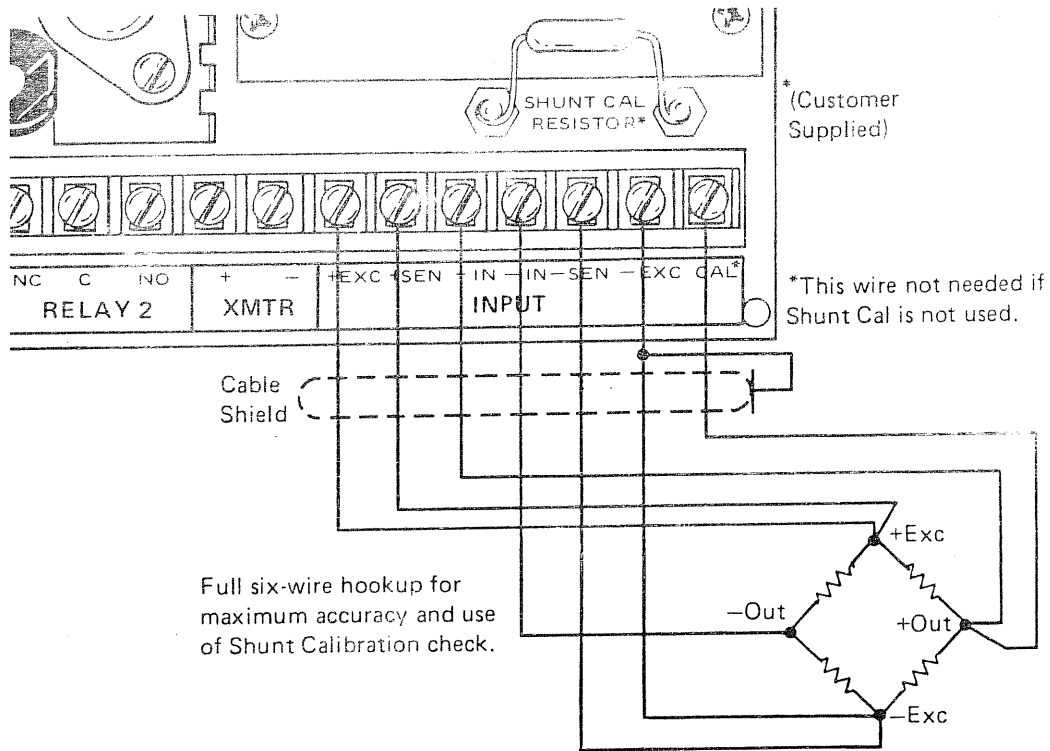 SHUNT CAL
RESISTOR*
*
(Customer
Supplied)
NC C NO + − +EXC +SEN + IN −IN −SEN −EXC CAL*
RELAY 2 XMTR INPUT
*This wire not needed if
Shunt Cal is not used.
Cable
Shield
+Exc
−Out
+Out
−Exc
Full six-wire hookup for
maximum accuracy and use
of Shunt Calibration check.